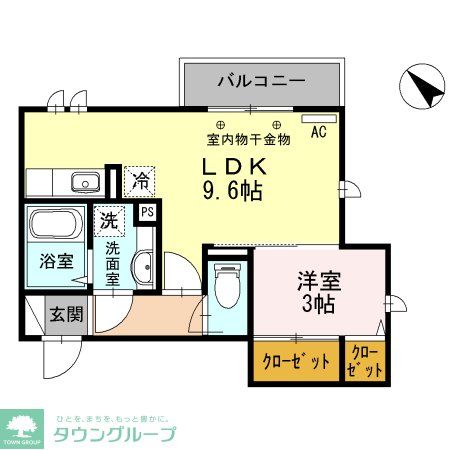 バルコニー
室内物干金物
AC
LDK
9.6帖
冷
PS
洗
洗面室
浴室
洋室
3帖
玄関
クローゼット
クローゼット
ひとを、まちを、もっと豊かに。
タウングループ
TOWN GROUP